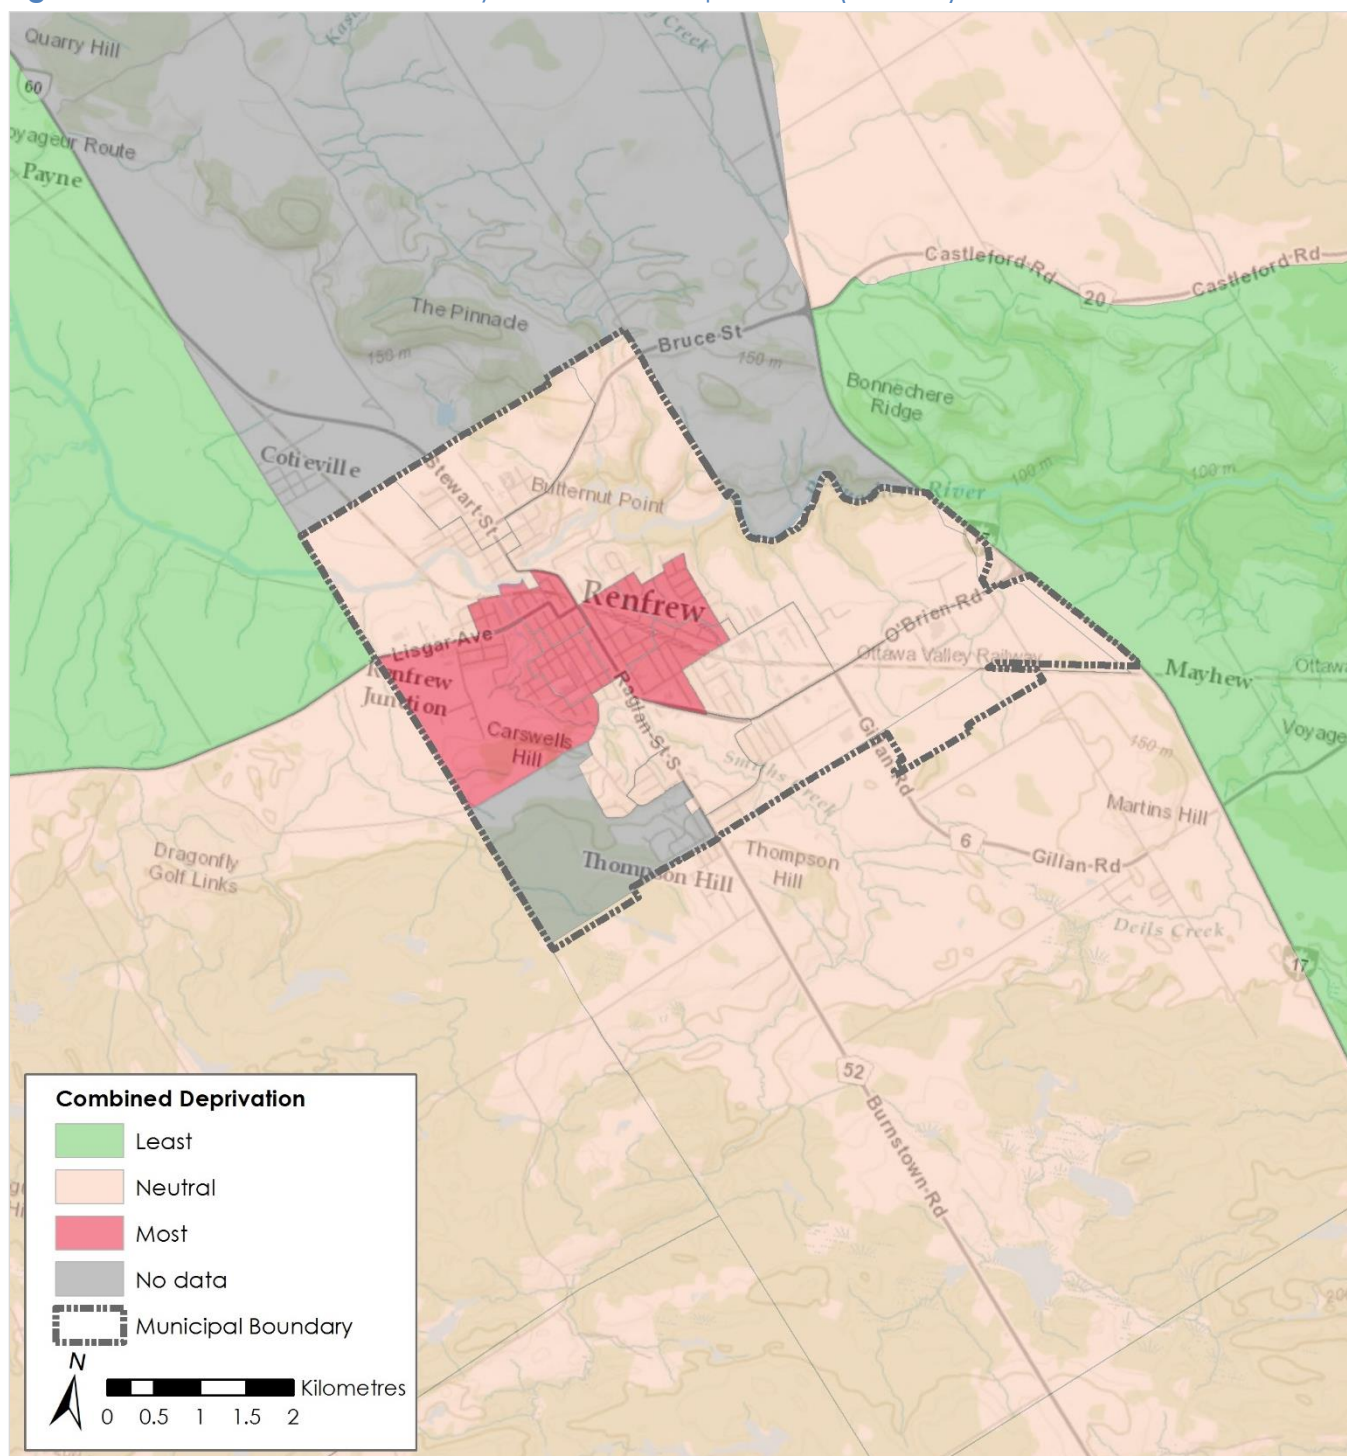 Quarry Hill
60
Route
Payne
Creek
Castleford Rd
20
Castleford Rd
The Pinnacle
150 m
Bruce St
150 m
Bonnechere
Ridge
100 m
100 m
River
Cotieville
Stewart St
Butternut Point
17
Renfrew
O'Brien Rd
Lisgar Ave
Ottawa Valley Railway
Renfrew
Junction
Mayhew
Ottawa
Raglan St S
Carswells
Hill
Gillan Rd
Smiths Creek
Voyage
150 m
Martins Hill
6
Gillan Rd
Dragonfly
Golf Links
Thompson Hill
Thompson
Hill
Deils Creek
17
52
Burnstown Rd
Combined Deprivation
Least
Neutral
Most
No data
Municipal Boundary
N
Kilometres
0 0.5 1 1.5 2